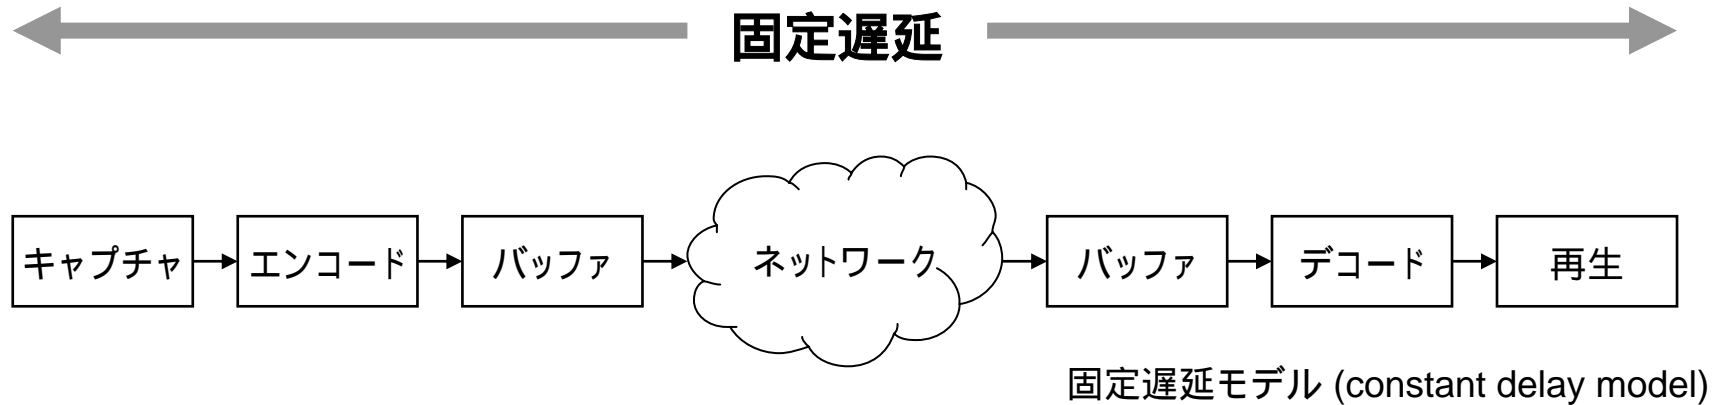 固定遅延
キャプチャ
エンコード
バッファ
ネットワーク
バッファ
デコード
再生
固定遅延モデル (constant delay model)